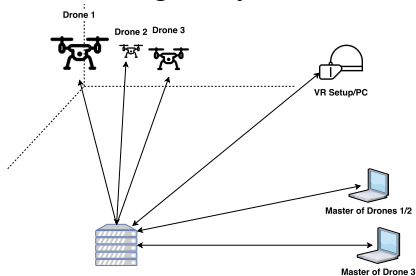 Drone 1
Drone 2
Drone 3
VR Setup/PC
Master of Drones 1/2
Master of Drone 3